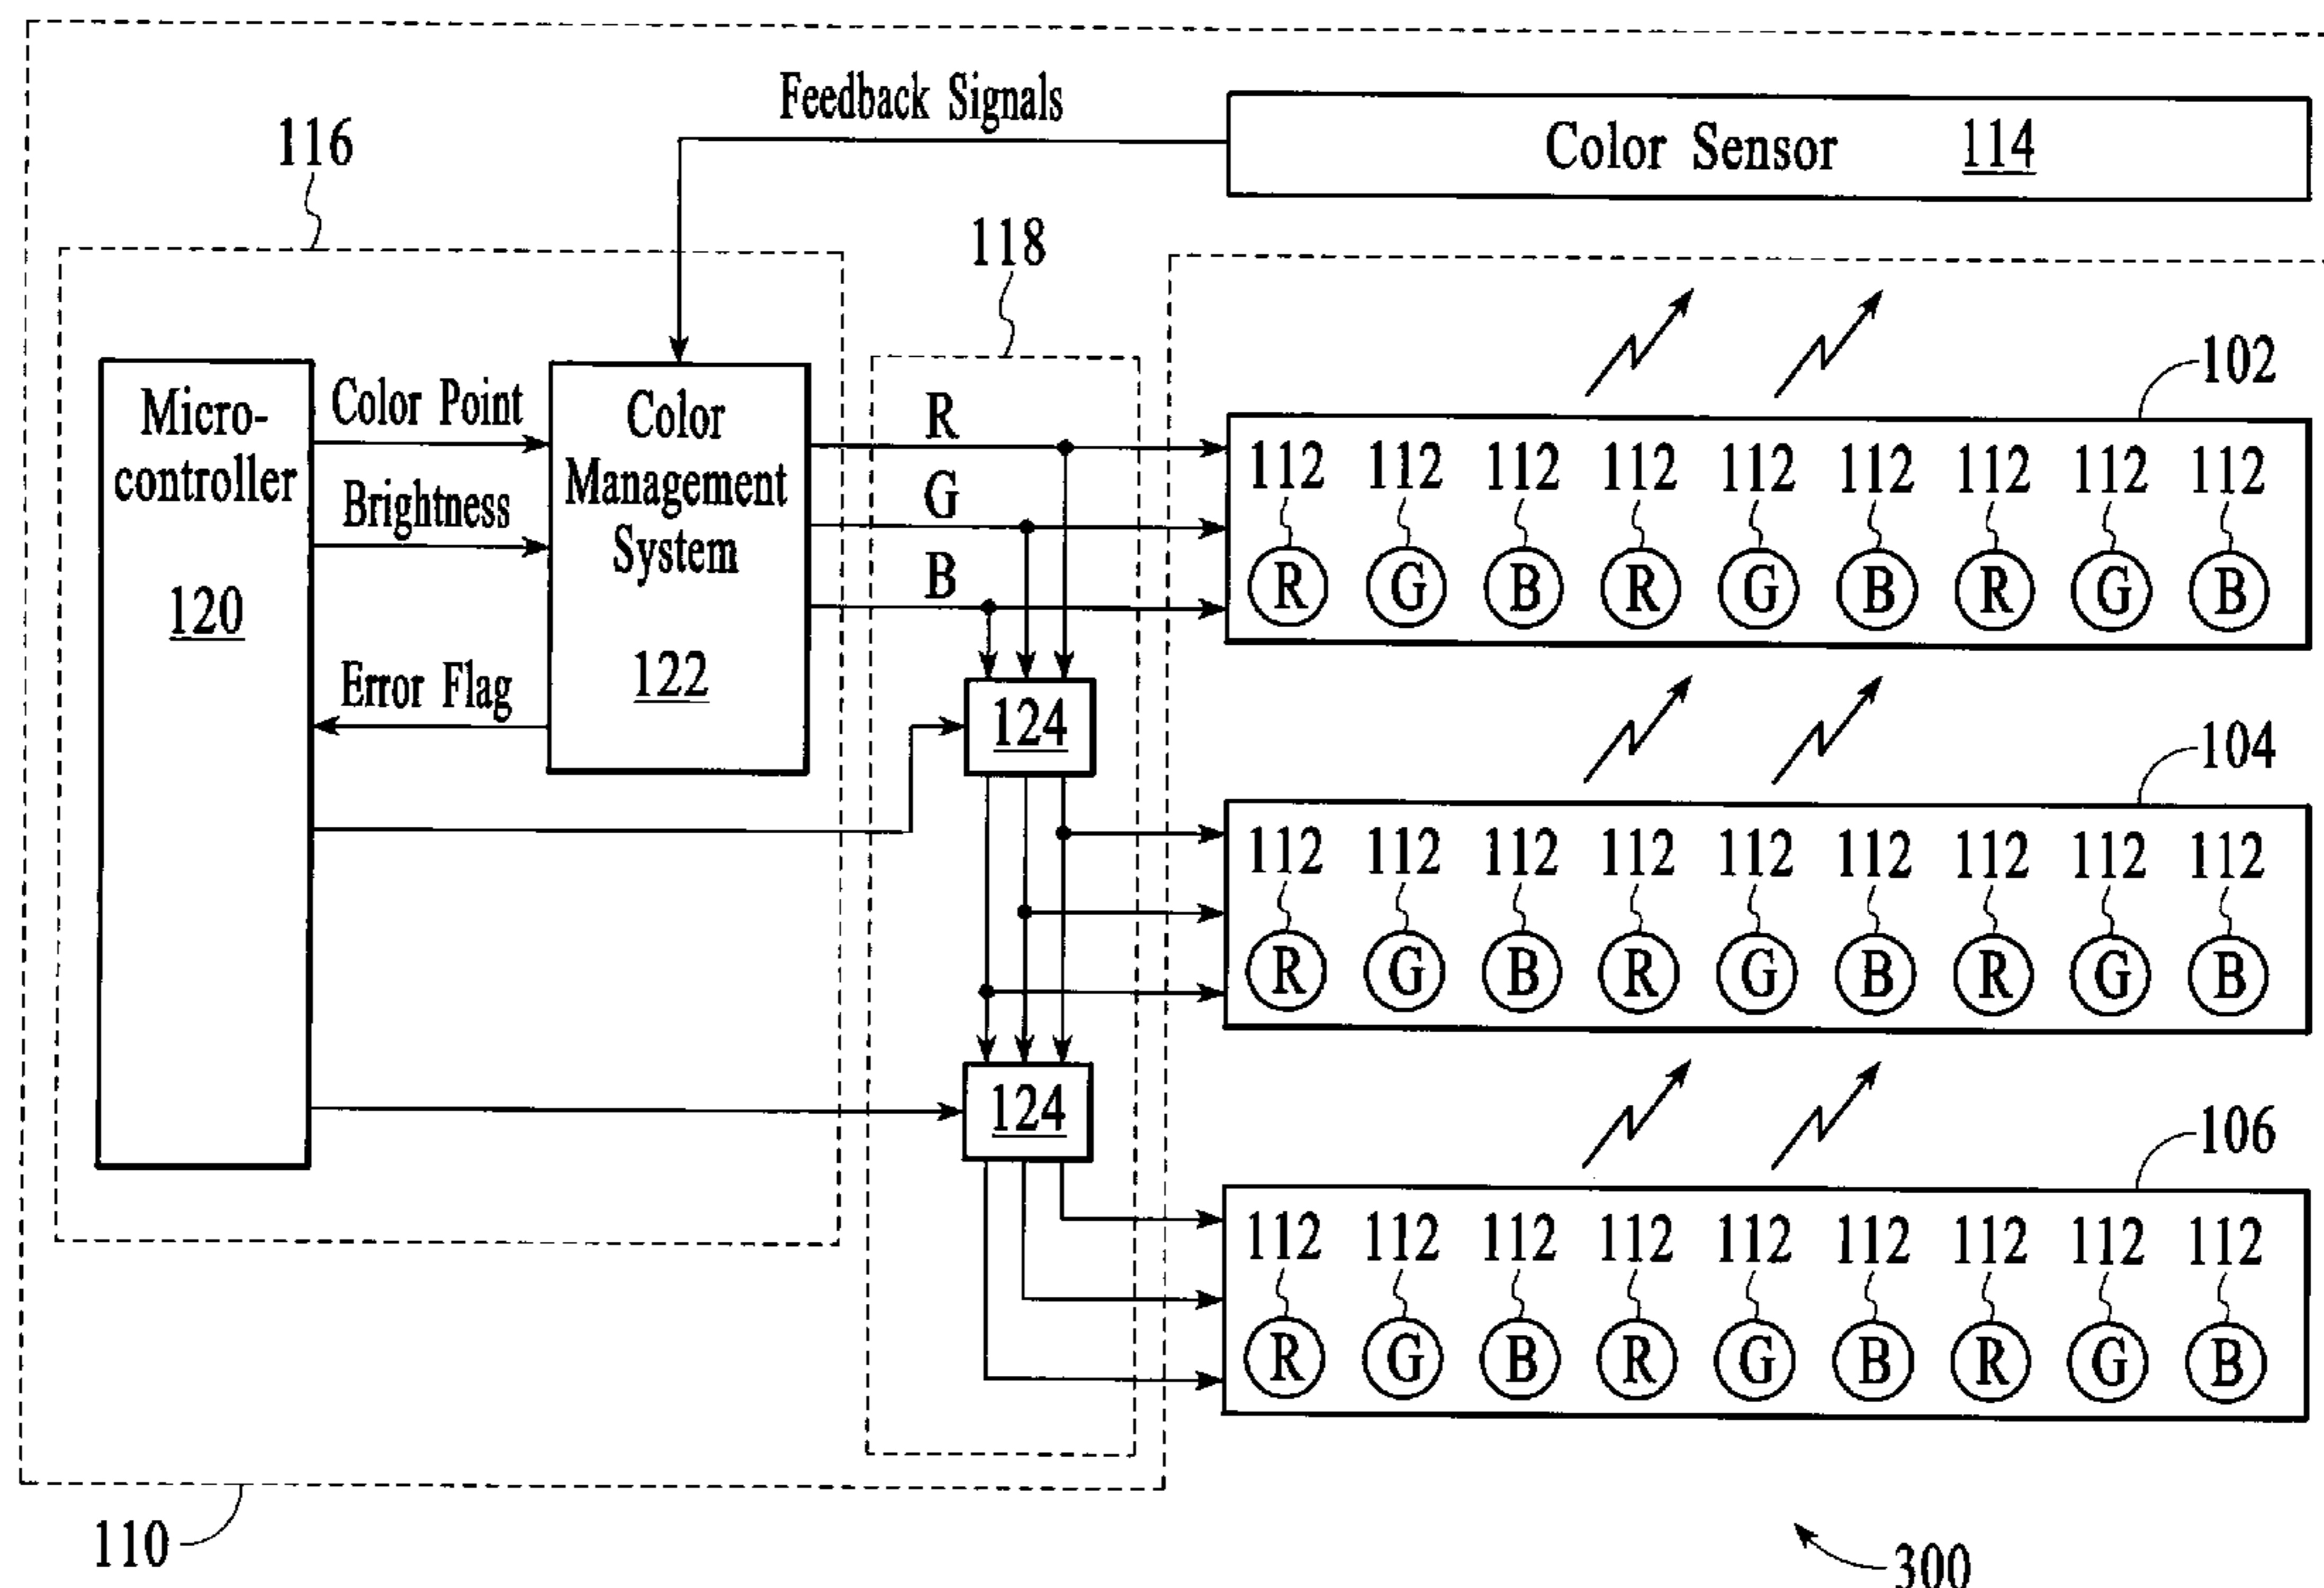 Feedback Signals
Color Sensor 114
116
118
102
Micro-
controller
120
Color Point
Brightness
Error Flag
Color
Management
System
122
R
G
B
112 112 112 112 112 112 112 112 112
R G B R G B R G B
124
104
112 112 112 112 112 112 112 112 112
R G B R G B R G B
124
106
112 112 112 112 112 112 112 112 112
R G B R G B R G B
110
300